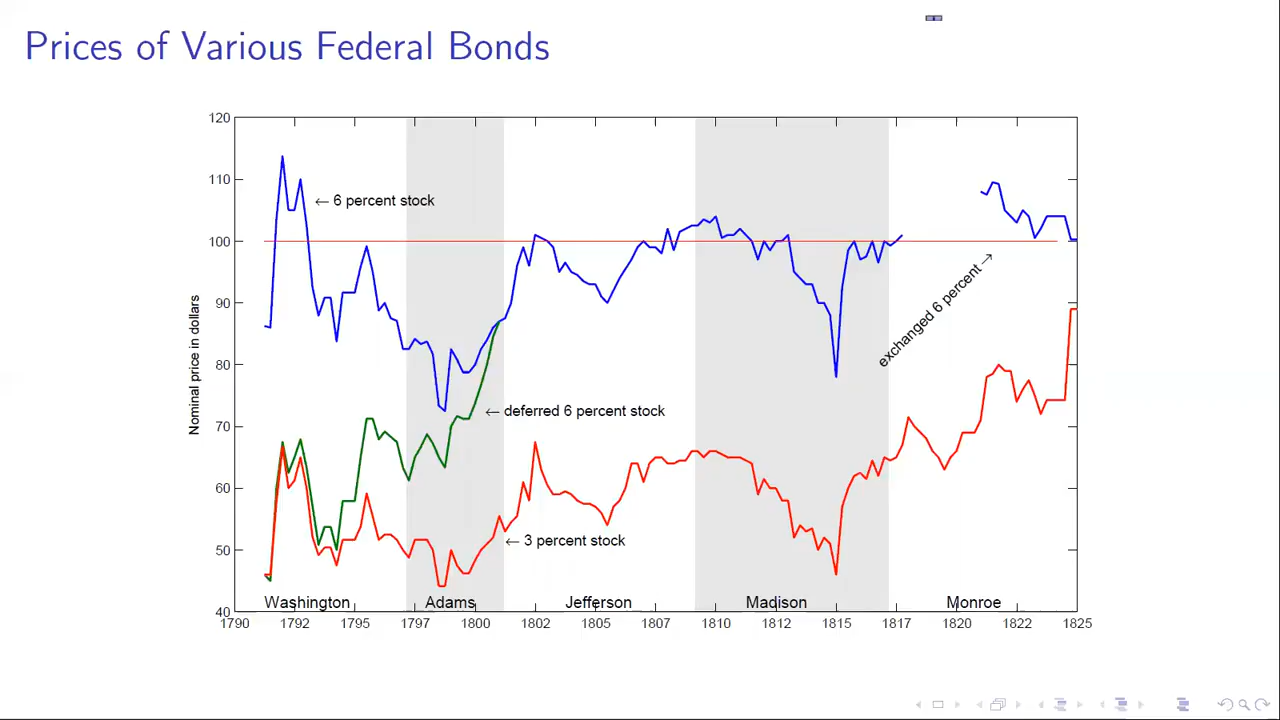 Prices of Various Federal Bonds
120
110
100
90
80
70
60
50
40
Nominal price in dollars
← 6 percent stock
← deferred 6 percent stock
← 3 percent stock
exchanged 6 percent →
Washington Adams Jefferson Madison Monroe
1790 1792 1795 1797 1800 1802 1805 1807 1810 1812 1815 1817 1820 1822 1825